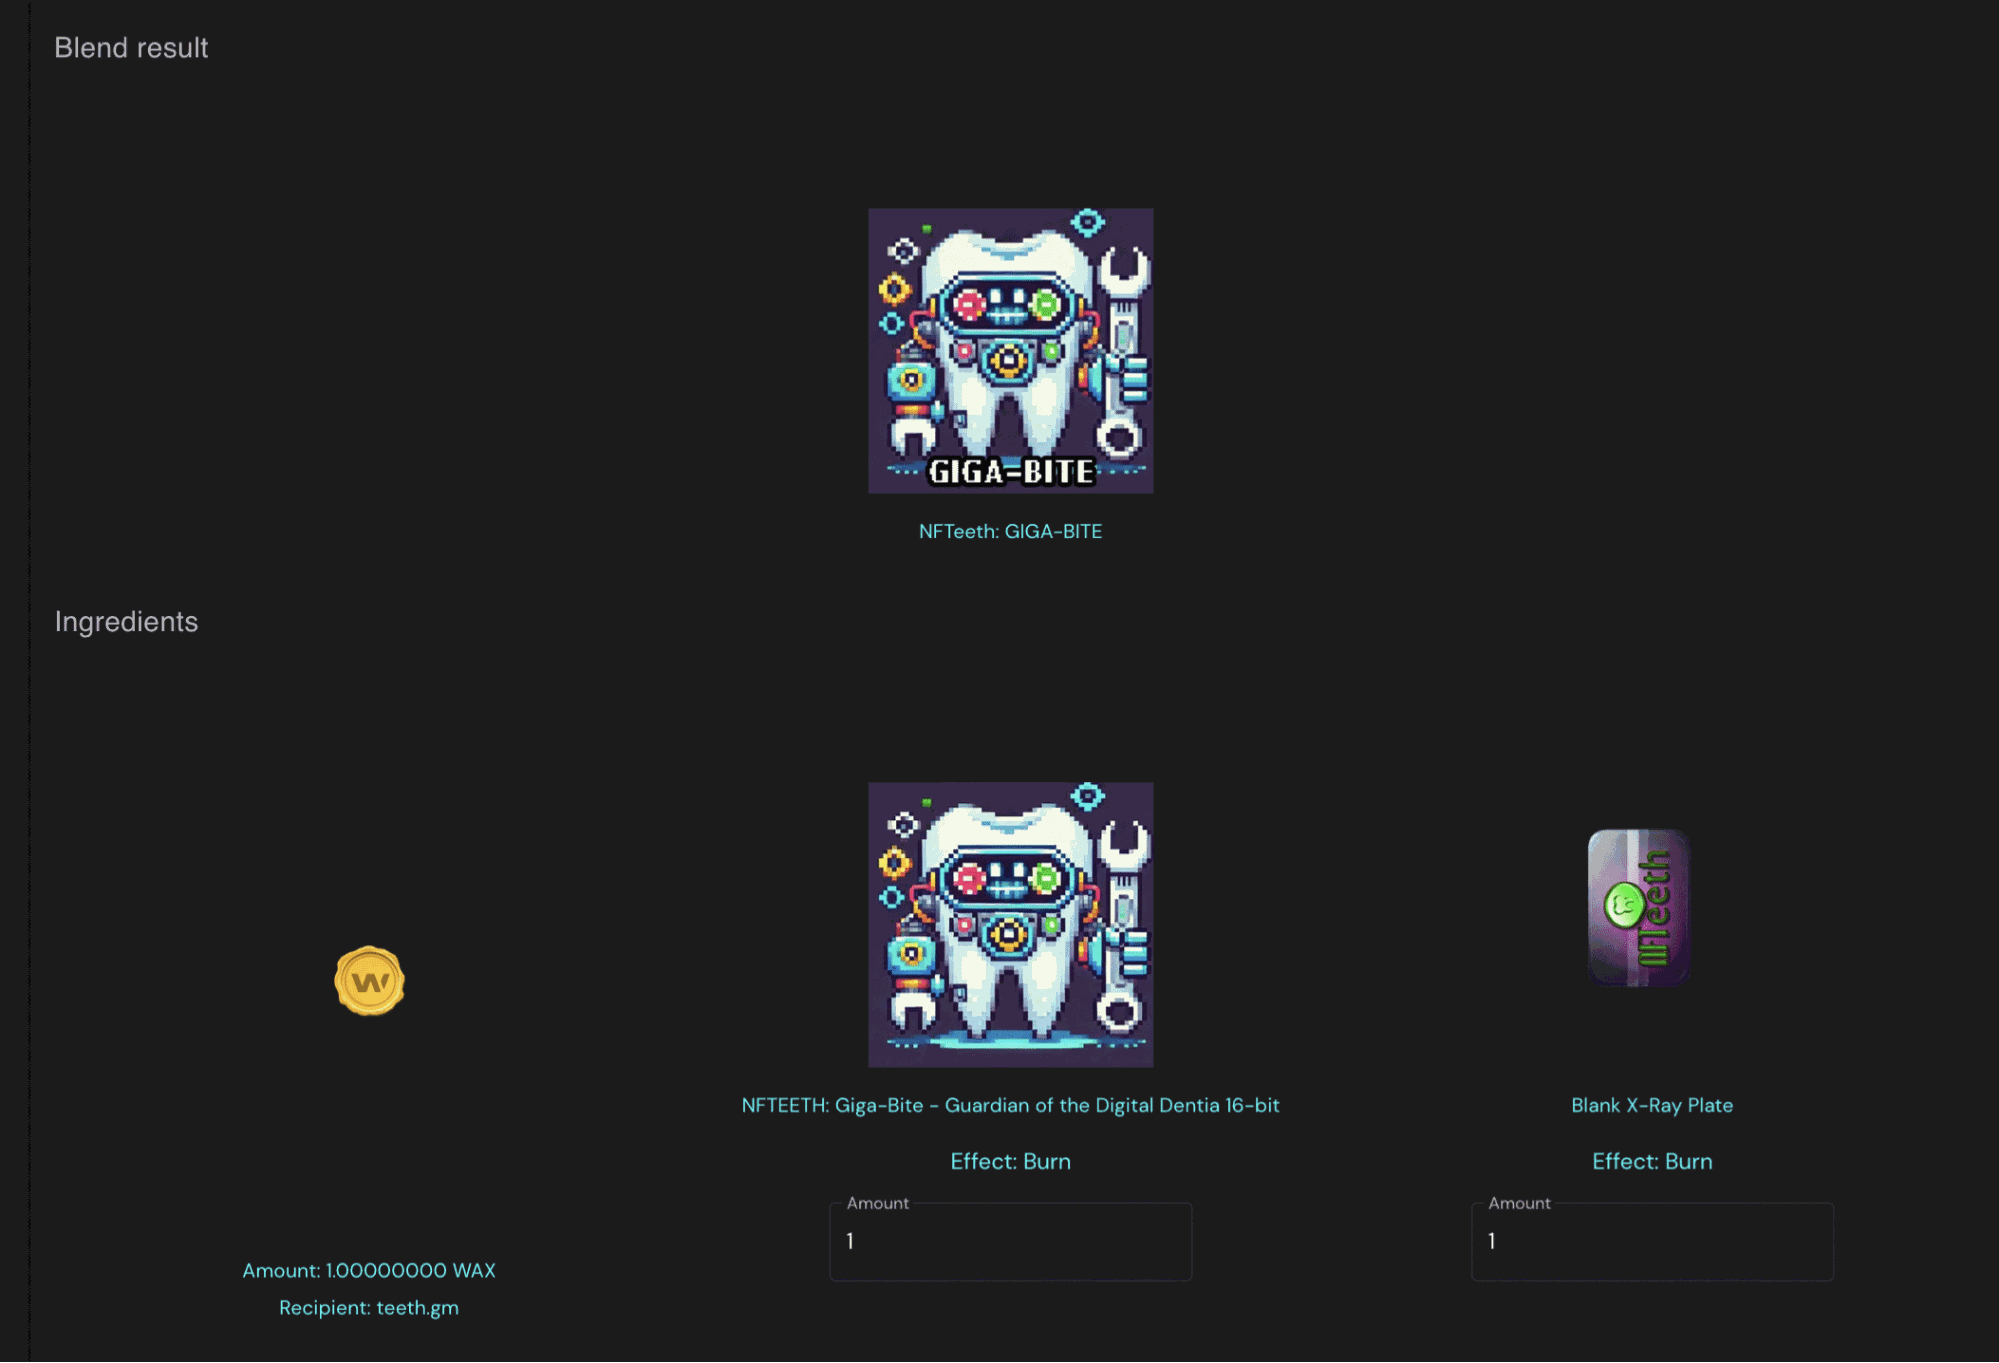 Blend result
GIGA-BITE
NFTeeth: GIGA-BITE
Ingredients
W
NFTeeth
NFTEETH: Giga-Bite - Guardian of the Digital Dentia 16-bit
Blank X-Ray Plate
Effect: Burn
Effect: Burn
Amount
1
Amount
1
Amount: 1.00000000 WAX
Recipient: teeth.gm